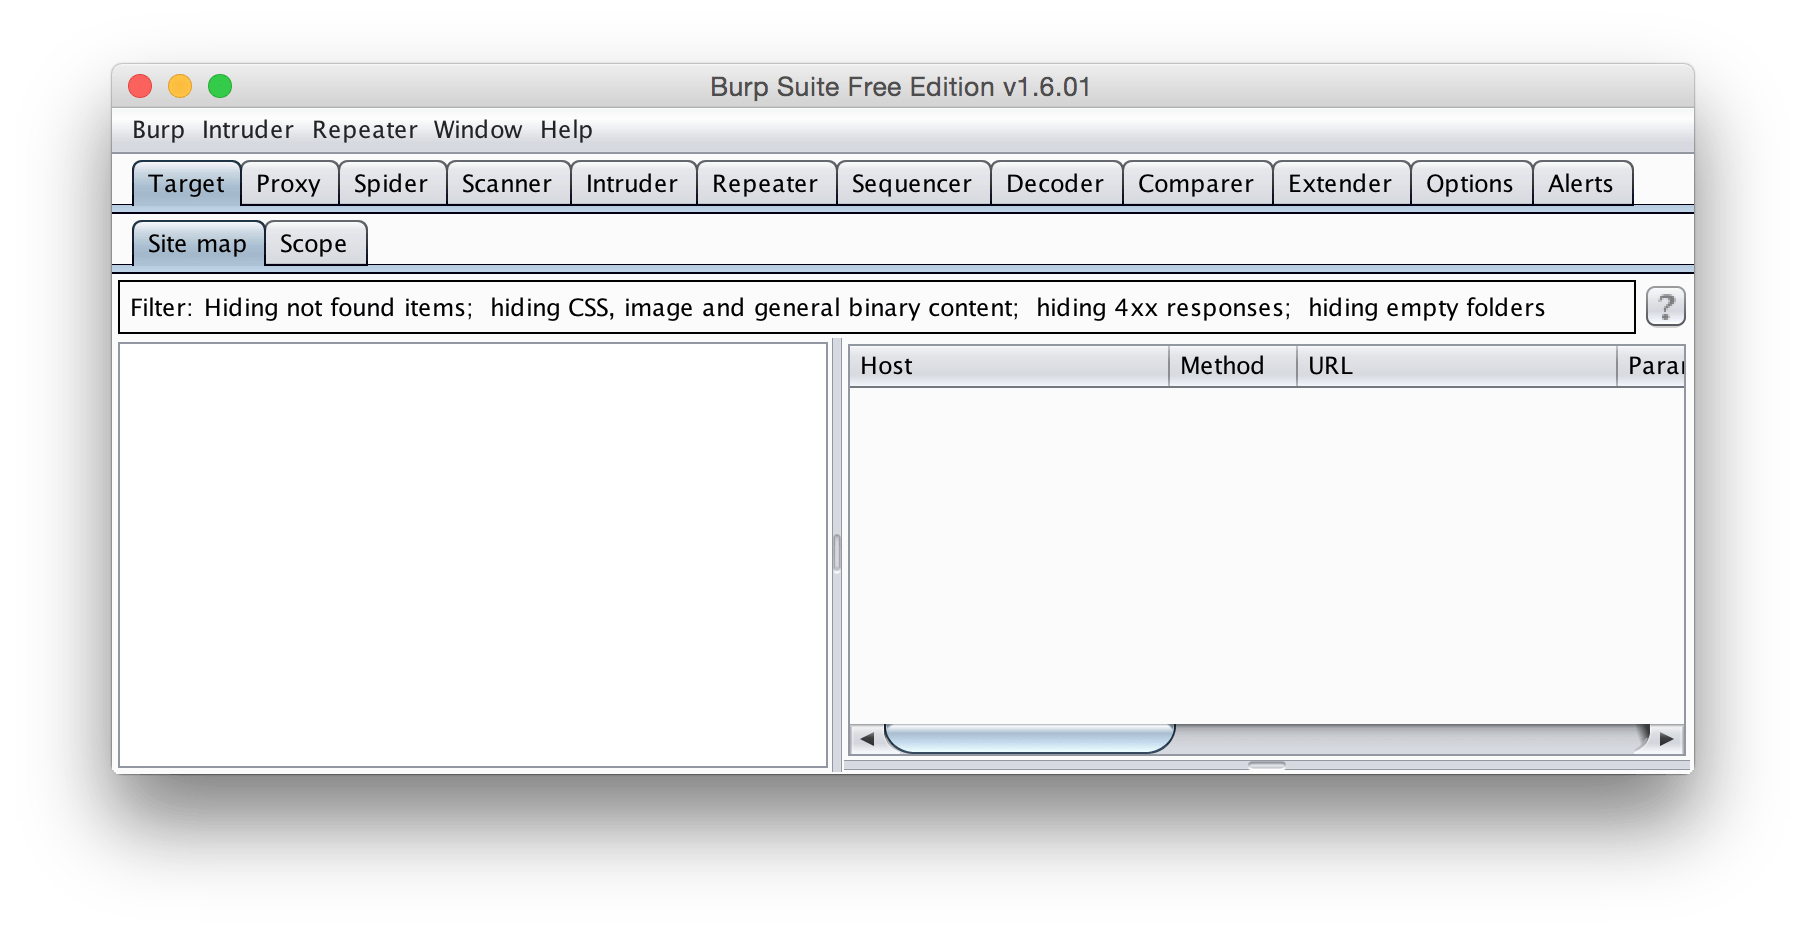 Burp Suite Free Edition v1.6.01
Burp Intruder Repeater Window Help
Target Proxy Spider Scanner Intruder Repeater Sequencer Decoder Comparer Extender Options Alerts
Site map Scope
Filter: Hiding not found items; hiding CSS, image and general binary content; hiding 4xx responses; hiding empty folders ?
Host Method URL Para